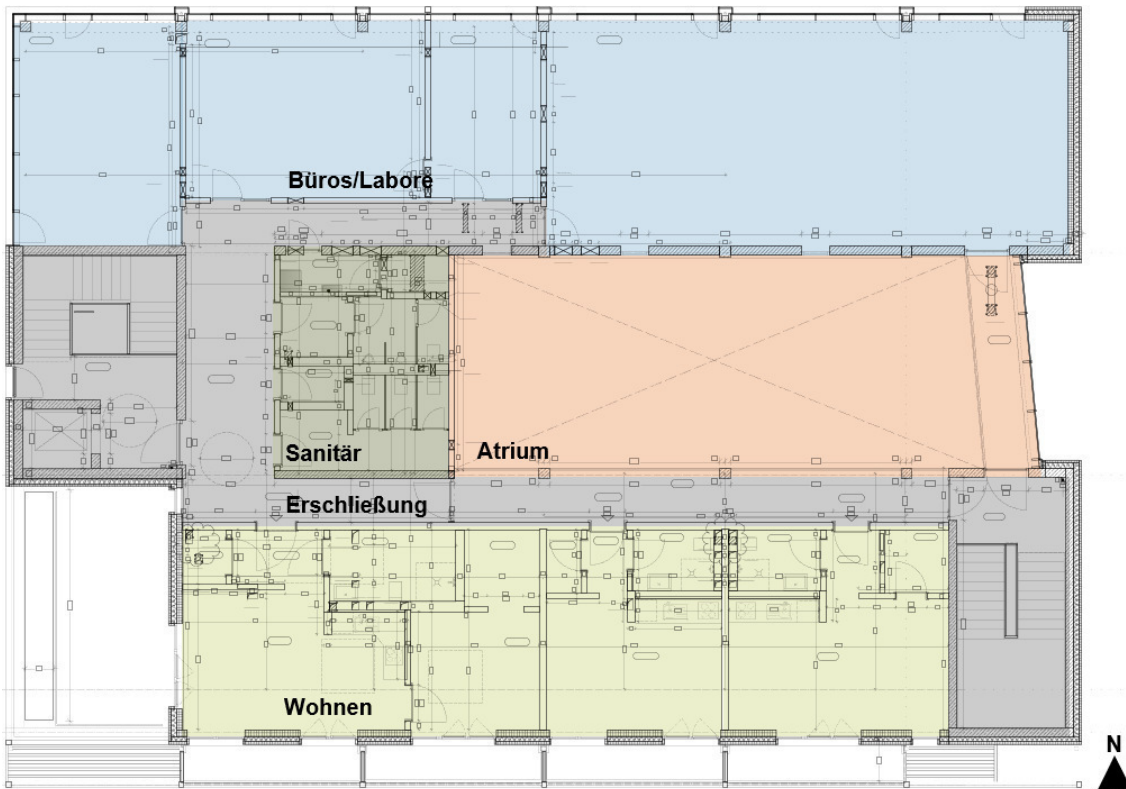 Büros/Labore
Sanitär
Atrium
Erschließung
Wohnen
N